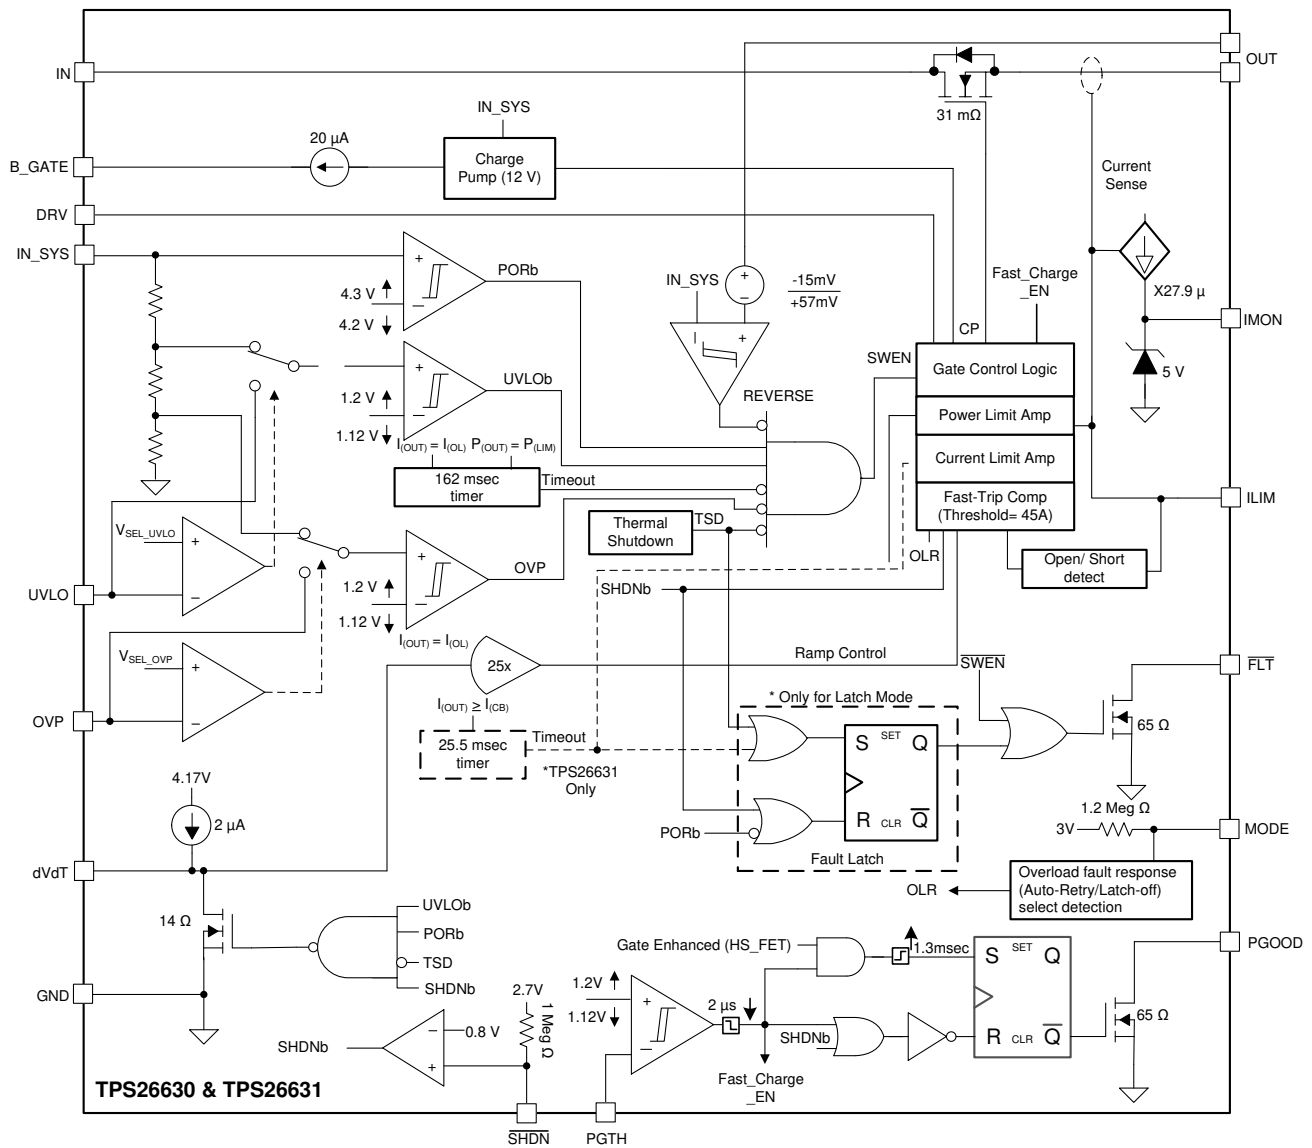 IN
OUT
31 mΩ
IN_SYS
20 µA
B_GATE
Charge
Pump (12 V)
Current
Sense
DRV
IN_SYS
+
PORb
4.3 V
4.2 V
−
IN_SYS
+
−
-15mV
+57mV
Fast_Charge
_EN
X27.9 µ
CP
IMON
−
+
SWEN
Gate Control Logic
5 V
+
UVLOb
1.2 V
1.12 V
−
REVERSE
Power Limit Amp
I(OUT) = I(OL) P(OUT) = P(LIM)
Current Limit Amp
162 msec
timer
Timeout
Fast-Trip Comp
(Threshold= 45A)
ILIM
VSEL_UVLO
+
−
Thermal
Shutdown
TSD
OLR
Open/ Short
detect
UVLO
+
OVP
1.2 V
1.12 V
−
SHDNb
I(OUT) = I(OL)
VSEL_OVP
+
−
25x
Ramp Control
SWEN
FLT
OVP
I(OUT) ≥ I(CB)
* Only for Latch Mode
65 Ω
25.5 msec
timer
Timeout
*TPS26631
Only
S
SET
Q
4.17V
2 µA
PORb
R
CLR
Q
Fault Latch
1.2 Meg Ω
3V
MODE
dVdT
OLR
Overload fault response
(Auto-Retry/Latch-off)
select detection
14 Ω
UVLOb
PORb
TSD
SHDNb
Gate Enhanced (HS_FET)
1.3msec
S
SET
Q
PGOOD
GND
2.7V
1 Meg Ω
1.2V
1.12V
+
−
2 µs
SHDNb
R
CLR
Q
65 Ω
SHDNb
−
0.8 V
+
Fast_Charge
_EN
TPS26630 & TPS26631
SHDN
PGTH